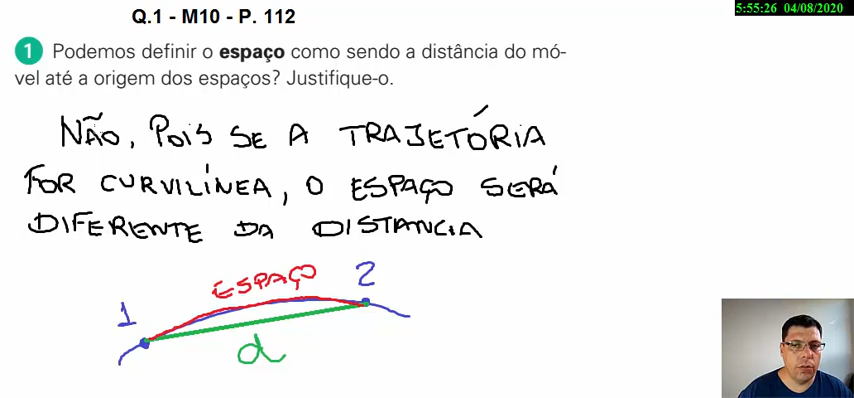 Q.1 - M10 - P. 112
5:55:26 04/08/2020
1 Podemos definir o espaço como sendo a distância do mó-
vel até a origem dos espaços? Justifique-o.
NÃO, POIS SE A TRAJETÓRIA
FOR CURVILÍNEA, O ESPAÇO SERÁ
DIFERENTE DA DISTANCIA
ESPAÇO
1
2
d